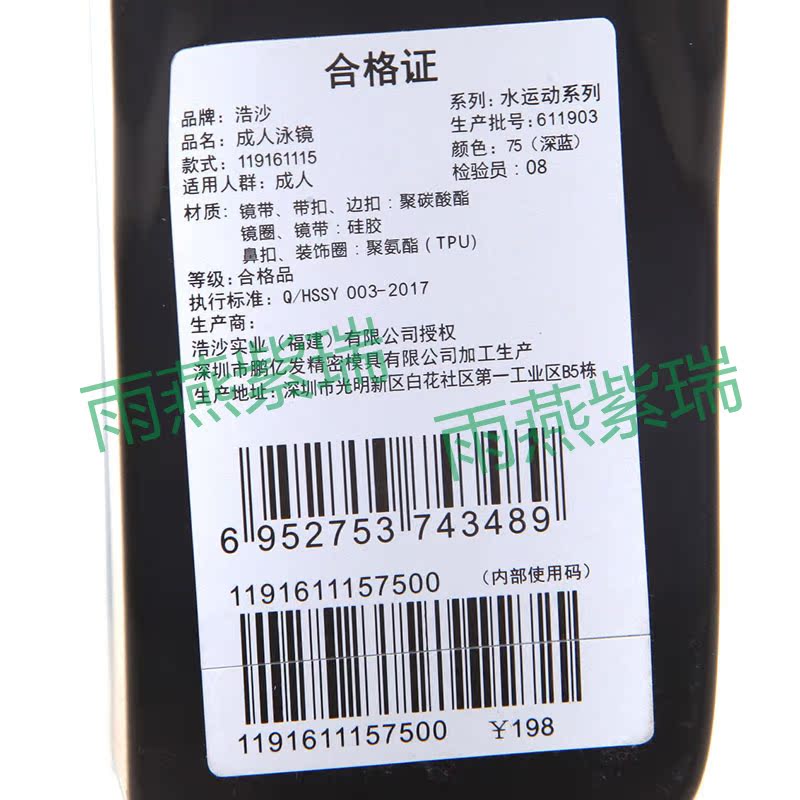 合格证
品牌：浩沙
系列：水运动系列
品名：成人泳镜
生产批号：611903
款式：119161115
颜色：75（深蓝）
适用人群：成人
检验员：08
材质：镜带、带扣、边扣：聚碳酸酯
镜圈、镜带：硅胶
鼻扣、装饰圈：聚氨酯(TPU)
等级：合格品
执行标准：Q/HSSY 003-2017
生产商：
浩沙实业（福建）有限公司授权
深圳市鹏亿发精密模具有限公司加工生产
生产地址：深圳市光明新区白花社区第一工业区B5栋
雨燕紫瑞
雨燕紫瑞
6 952753 743489
1191611157500 （内部使用码）
1191611157500 ￥198